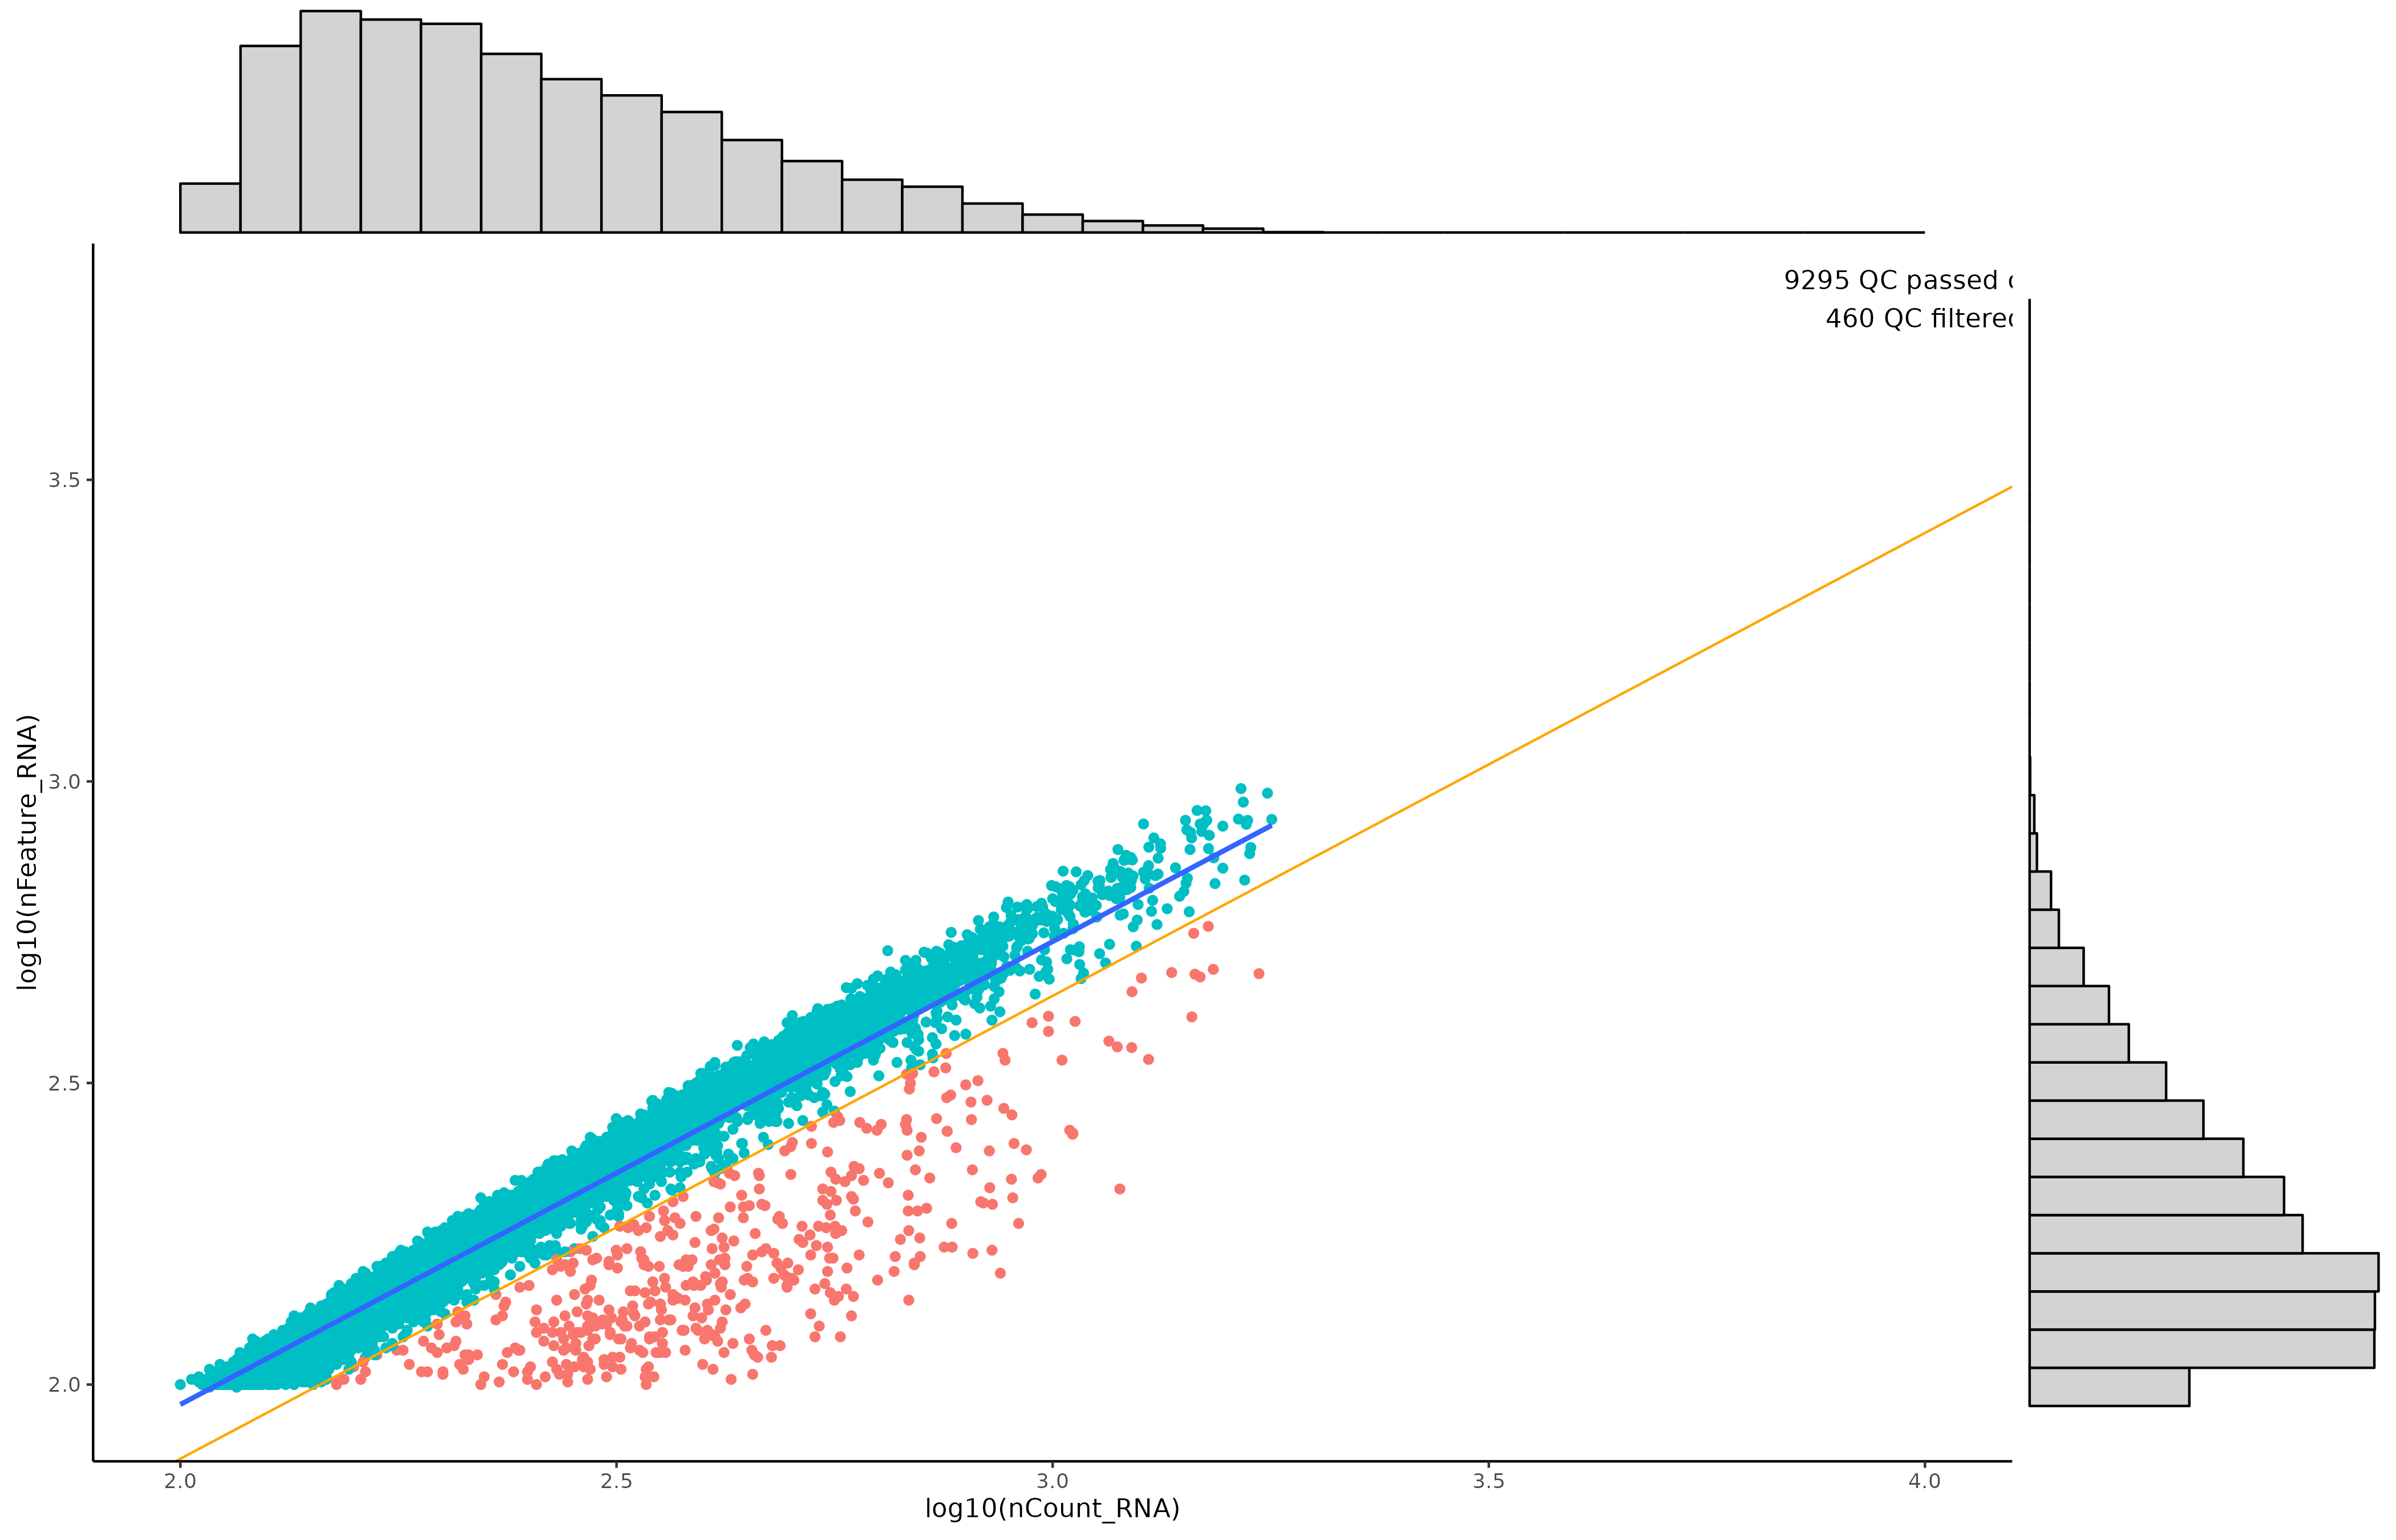 9295 QC passed
460 QC filtered
3.5
3.0
2.5
2.0
log10(nFeature_RNA)
2.0 2.5 3.0 3.5 4.0
log10(nCount_RNA)